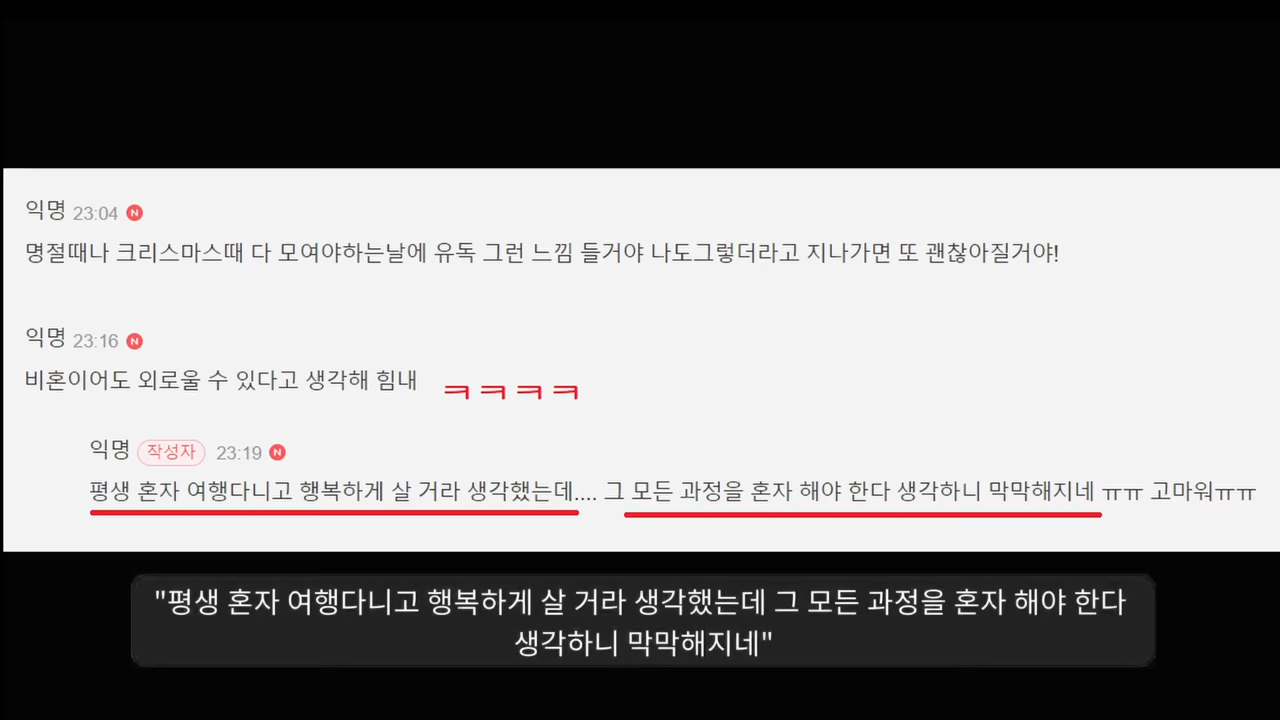 익명 23:04 N
명절때나 크리스마스때 다 모여야하는날에 유독 그런 느낌 들거야 나도그렇더라고 지나가면 또 괜찮아질거야!
익명 23:16 N
비혼이어도 외로울 수 있다고 생각해 힘내 ㅋㅋㅋㅋ
익명 작성자 23:19 N
평생 혼자 여행다니고 행복하게 살 거라 생각했는데.... 그 모든 과정을 혼자 해야 한다 생각하니 막막해지네 ㅠㅠ 고마워ㅠㅠ
"평생 혼자 여행다니고 행복하게 살 거라 생각했는데 그 모든 과정을 혼자 해야 한다
생각하니 막막해지네"